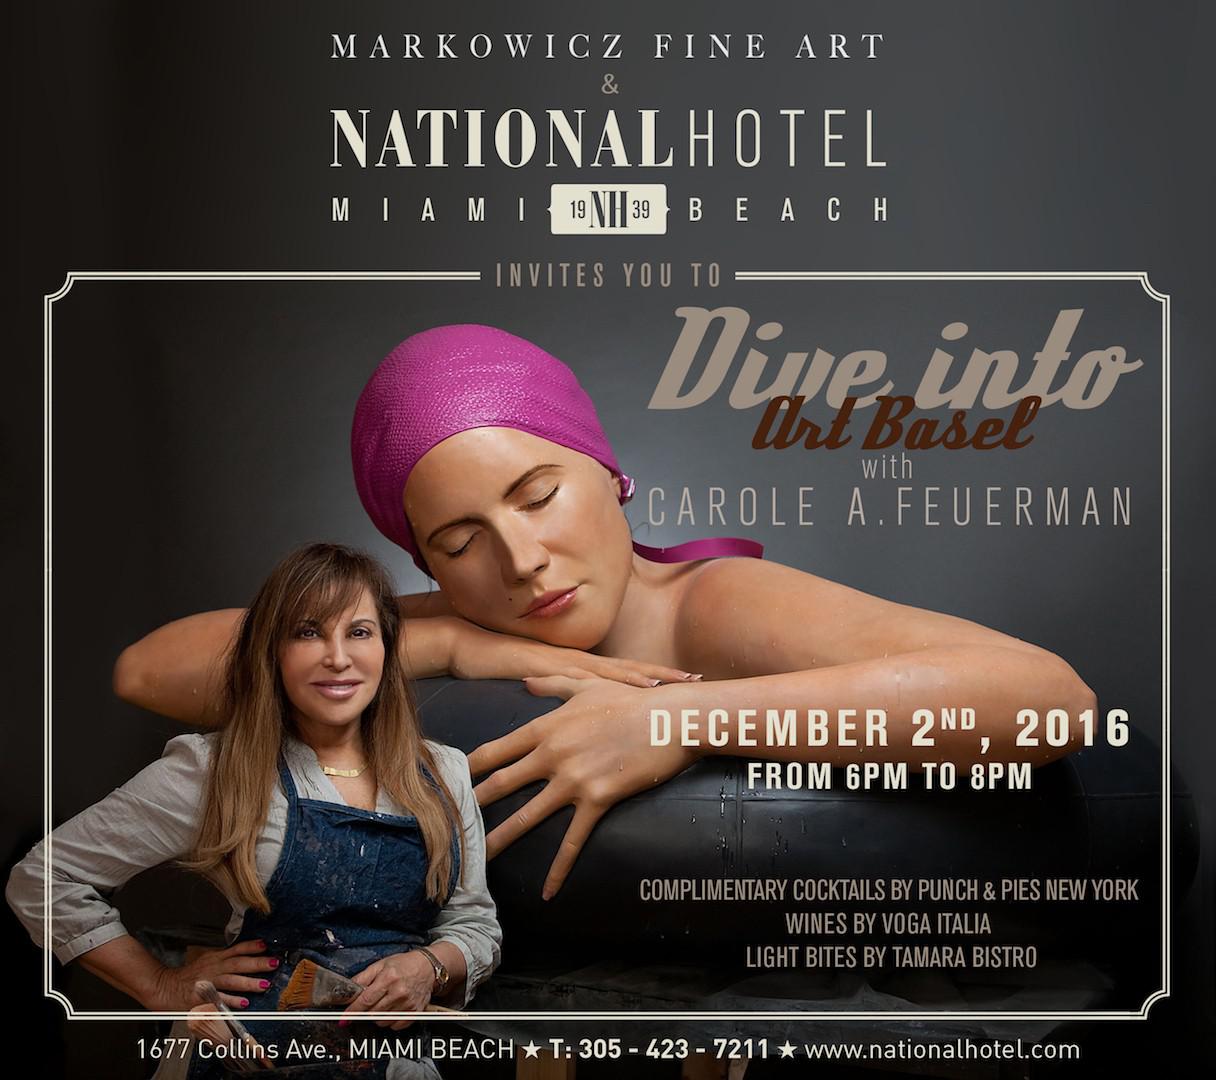 MARKOWICZ FINE ART
&
NATIONALHOTEL
MIAMI 19 NH 39 BEACH
INVITES YOU TO
Dive into
Art Basel
with
CAROLE A.FEUERMAN
DECEMBER 2ND, 2016
FROM 6PM TO 8PM
COMPLIMENTARY COCKTAILS BY PUNCH & PIES NEW YORK
WINES BY VOGA ITALIA
LIGHT BITES BY TAMARA BISTRO
1677 Collins Ave., MIAMI BEACH ★ T: 305 - 423 - 7211 ★ www.nationalhotel.com